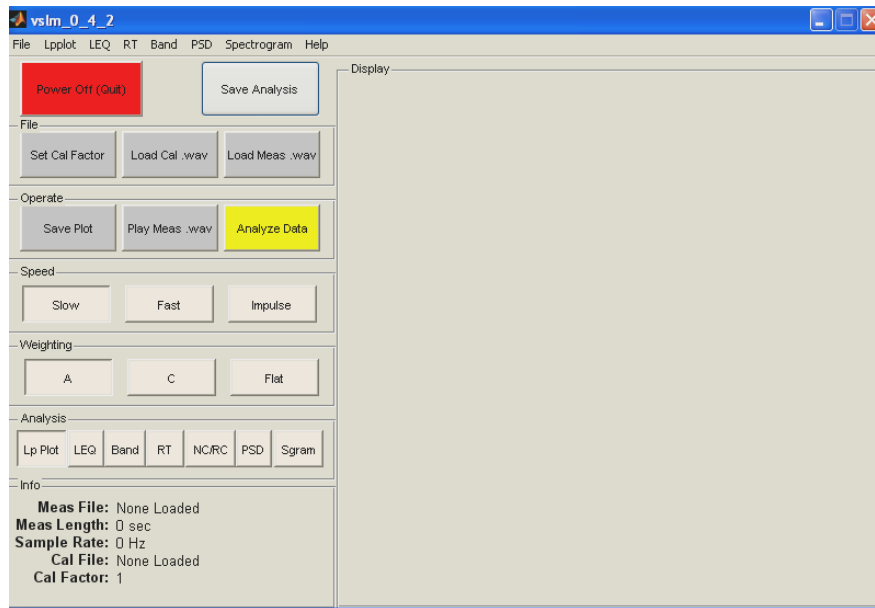 vslm_0_4_2
File Lpplot LEQ RT Band PSD Spectrogram Help
Power Off (Quit) Save Analysis
Display
File
Set Cal Factor Load Cal .wav Load Meas .wav
Operate
Save Plot Play Meas .wav Analyze Data
Speed
Slow Fast Impulse
Weighting
A C Flat
Analysis
Lp Plot LEQ Band RT NC/RC PSD Sgram
Info
Meas File: None Loaded
Meas Length: 0 sec
Sample Rate: 0 Hz
Cal File: None Loaded
Cal Factor: 1